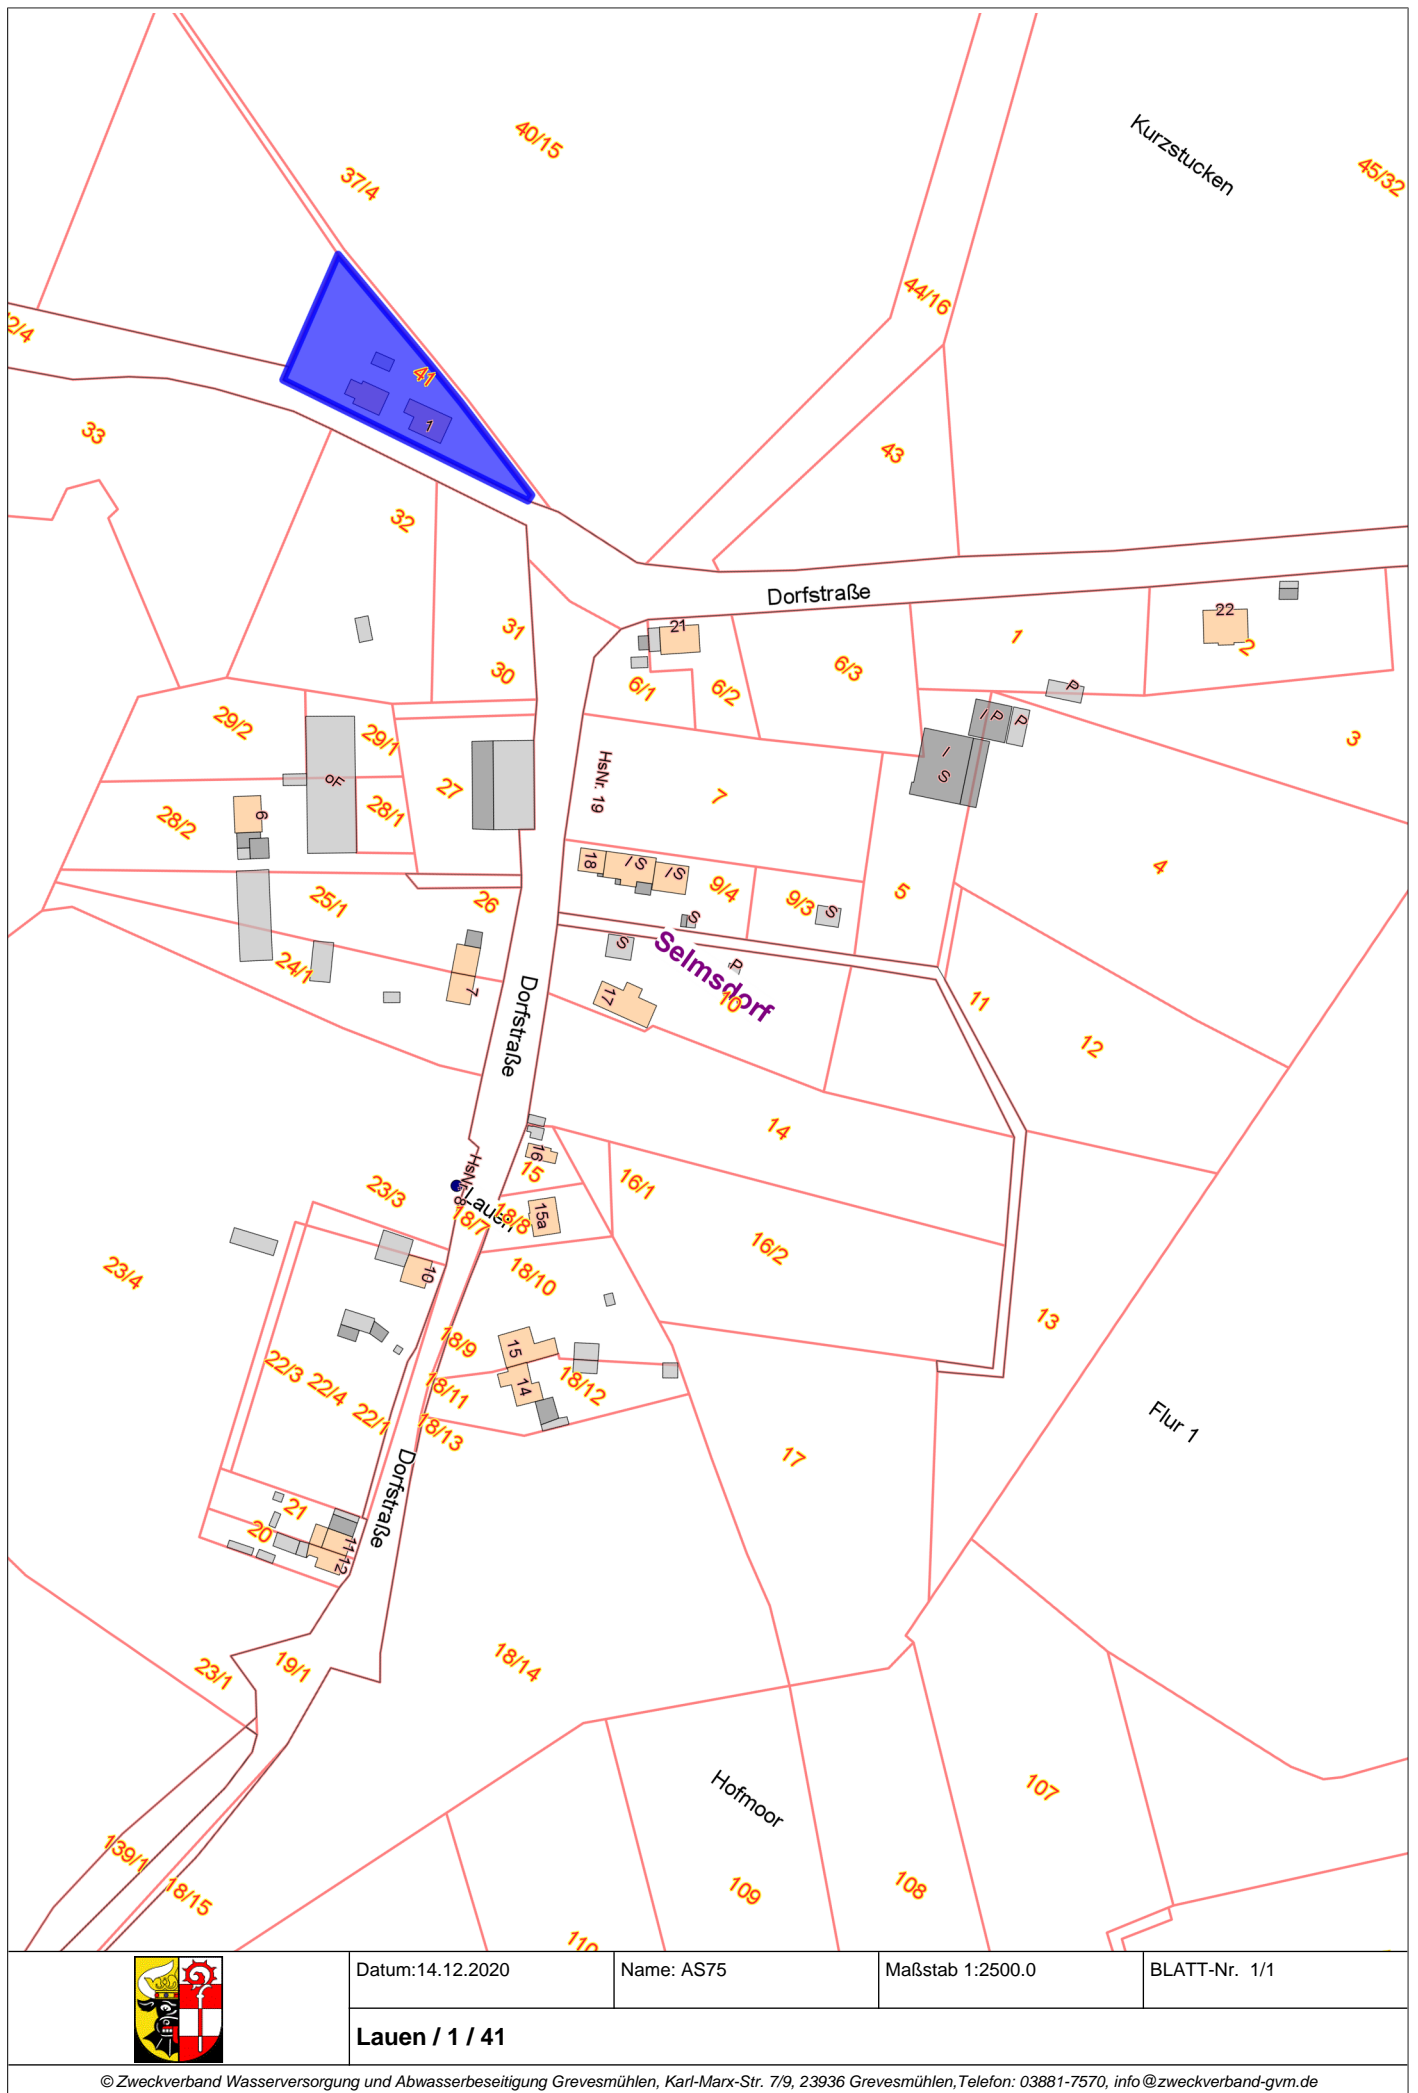 40/15
Kurzstucken
45/32
37/4
44/16
2/4
41
1
33
43
32
Dorfstraße
22
2
31
21
1
30
6/1
6/2
6/3
P
29/2
29/1
I P
P
3
oF
27
HsNr. 19
7
I
S
28/2
6
28/1
18
I S
I S
9/4
9/3
S
5
4
25/1
26
S
S
Selmsdorf
P
24/1
7
17
10
11
Dorfstraße
12
14
16
HsNr. 8
15
16/1
23/3
Lauen
18/7
18/8
15a
16/2
23/4
10
18/10
13
18/9
15
22/3
22/4
22/1
18/11
14
18/12
18/13
Flur 1
17
Dorfstraße
21
20
11
12
18/14
23/1
19/1
Hofmoor
107
139/1
18/15
109
108
110
Datum:14.12.2020
Name: AS75
Maßstab 1:2500.0
BLATT-Nr. 1/1
Lauen / 1 / 41
© Zweckverband Wasserversorgung und Abwasserbeseitigung Grevesmühlen, Karl-Marx-Str. 7/9, 23936 Grevesmühlen,Telefon: 03881-7570, info@zweckverband-gvm.de